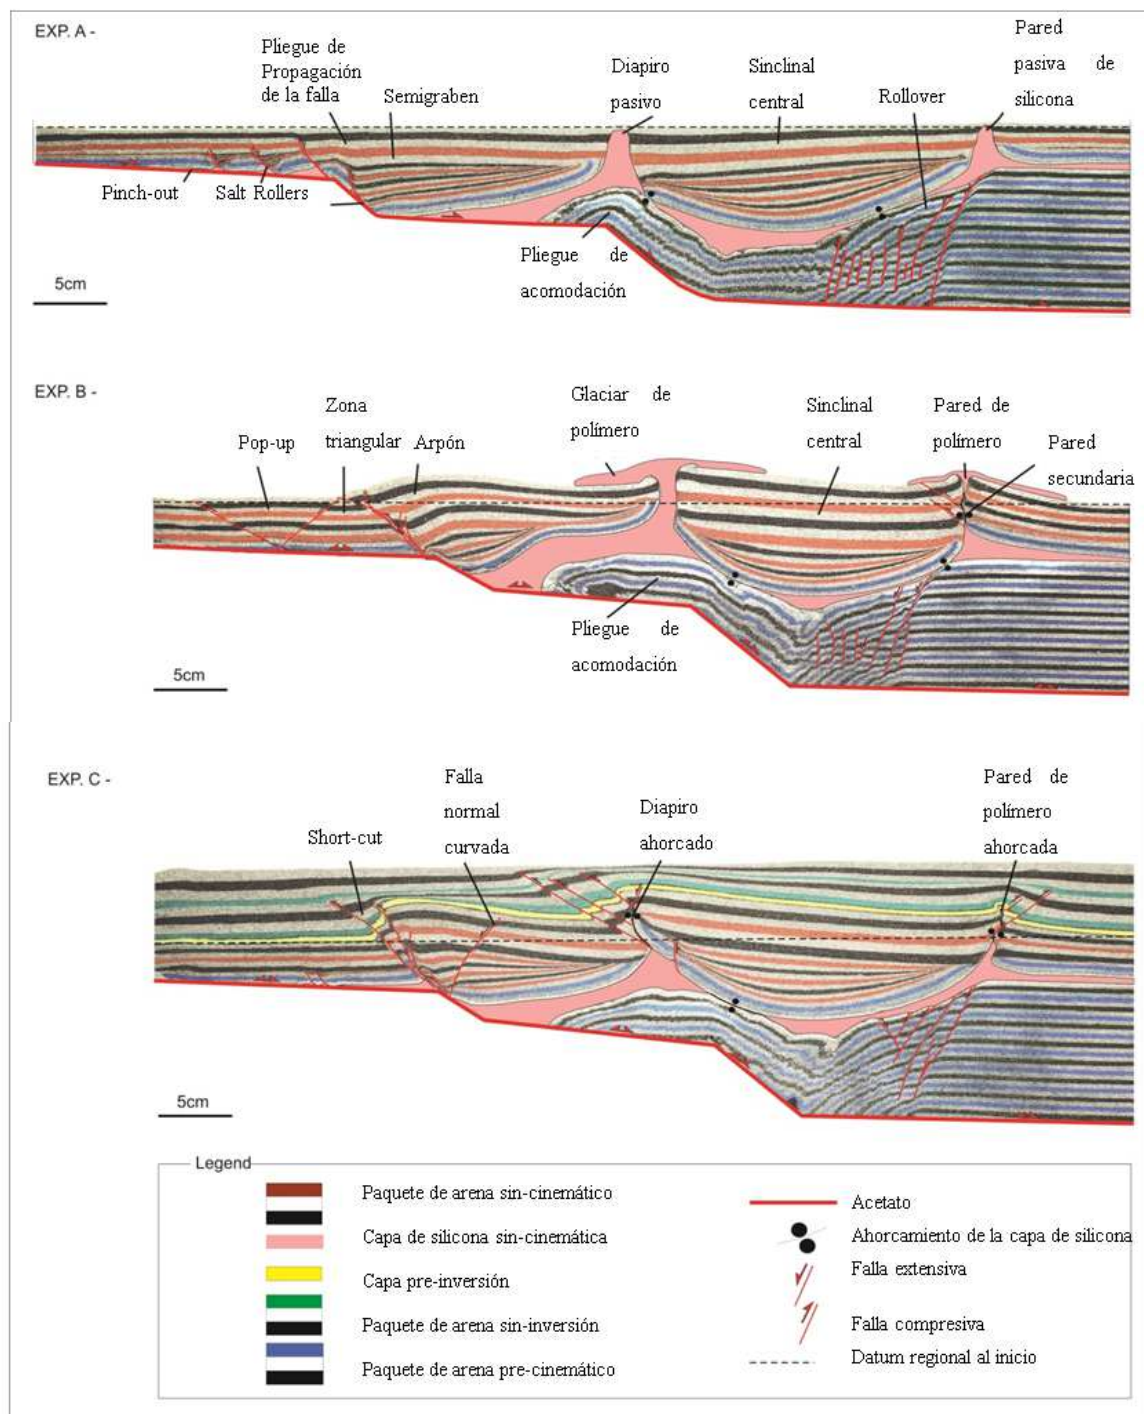 EXP. A -
Pliegue de
Propagación
de la falla
Semigraben
Diapiro
pasivo
Sinclinal
central
Rollover
Pared
pasiva de
silicona
Pinch-out
Salt Rollers
Pliegue de
acomodación
5cm
EXP. B -
Pop-up
Zona
triangular
Arpón
Glaciar de
polímero
Sinclinal
central
Pared de
polímero
Pared
secundaria
Pliegue de
acomodación
5cm
EXP. C -
Short-cut
Falla
normal
curvada
Diapiro
ahorcado
Pared de
polímero
ahorcada
5cm
Legend
Paquete de arena sin-cinemático
Capa de silicona sin-cinemática
Capa pre-inversión
Paquete de arena sin-inversión
Paquete de arena pre-cinemático
Acetato
Ahorcamiento de la capa de silicona
Falla extensiva
Falla compresiva
Datum regional al inicio